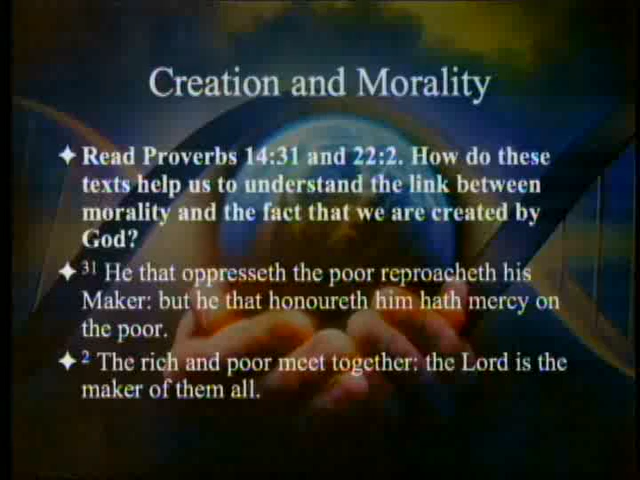 Creation and Morality
Read Proverbs 14:31 and 22:2. How do these
texts help us to understand the link between
morality and the fact that we are created by
God?
31 He that oppresseth the poor reproacheth his
Maker: but he that honoureth him hath mercy on
the poor.
2 The rich and poor meet together: the Lord is the
maker of them all.